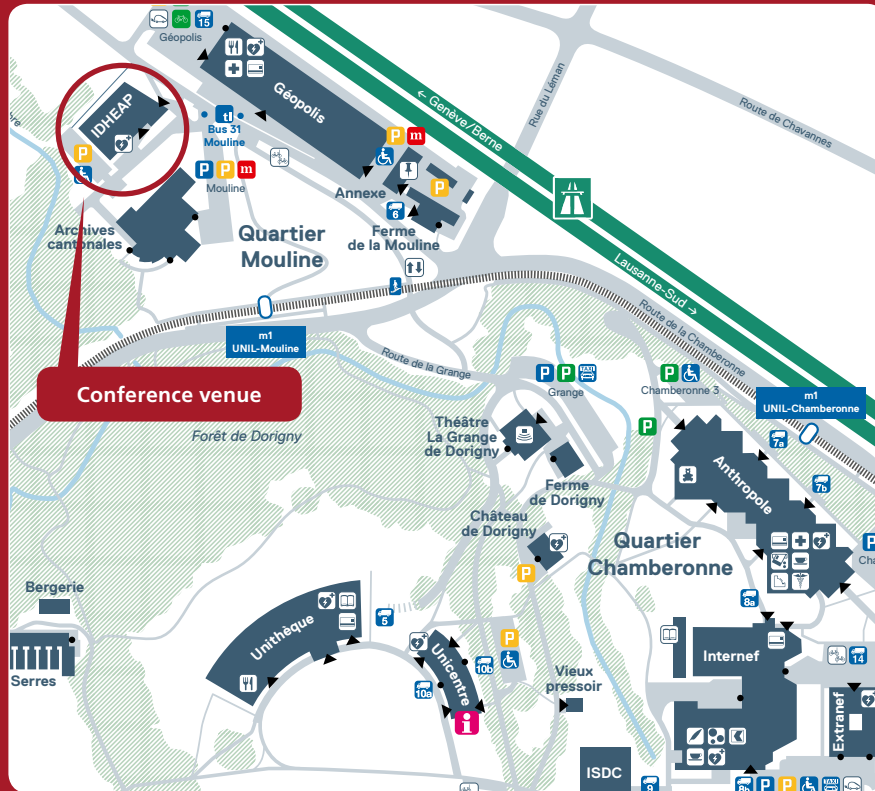 15
Géopolis
Géopolis
IDHEAP
tl
Bus 31
Mouline
P
P P m
Mouline
P m
P
Annexe
6
Ferme
de la Mouline
Archives
cantonales
Quartier
Mouline
← Genève/Berne
Lausanne-Sud →
Rue du Léman
Route de Chavannes
Route de la Chamberonne
m1
UNIL-Mouline
Route de la Grange
Conference venue
Forêt de Dorigny
P P TAXI
Grange
P
Chamberonne 3
P
m1
UNIL-Chamberonne
7a
7b
Théâtre
La Grange
de Dorigny
Ferme
de Dorigny
Anthropole
Château
de Dorigny
P
Quartier
Chamberonne
P
Cha
8a
Bergerie
Serres
Unithèque
5
Unicentre
10a
10b
P
i
Vieux
pressoir
Internef
14
Extranef
ISDC
9
8b P P TAXI